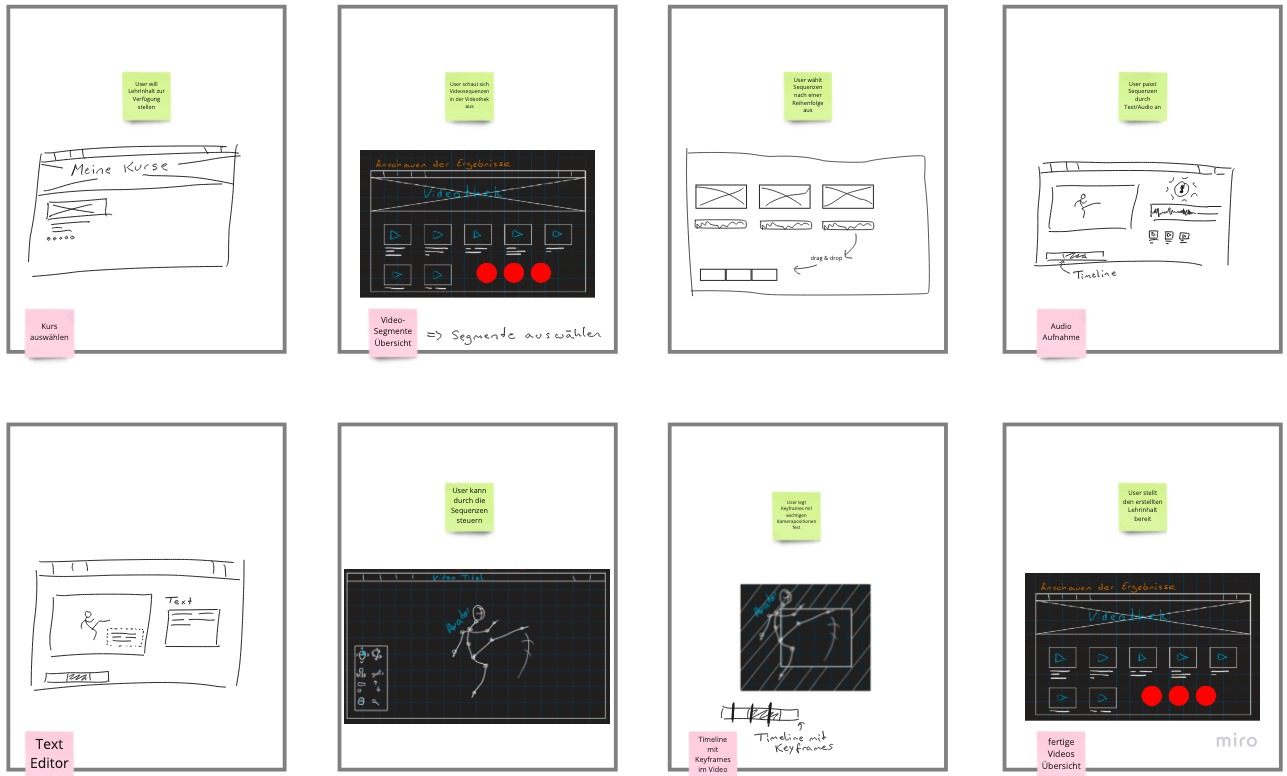 User will
Lehrinhalt zur
Verfügung
stellen
Meine Kurse
Kurs
auswählen
User schaut sich
Videosequenzen
in der Videothek
aus
Anschauen der Ergebnisse
Videothek
Video-
Segmente
Übersicht
=> Segmende auswählen
User wählt
Sequenzen
nach einer
Reihenfolge
aus
drag & drop
User passt
Sequenzen
durch
Text/Audio an
Timeline
Audio
Aufnahme
Text
Text
Editor
User kann
durch die
Sequenzen
steuern
Video Titel
Avatar
User legt
Keyframes mit
wichtigen
Kamerapositionen
fest
Avatar
Timeline mit
Keyframes
Timeline
mit
Keyframes
im Video
User stellt
den erstellten
Lehrinhalt
bereit
Anschauen der Ergebnisse
Videothek
fertige
Videos
Übersicht
miro